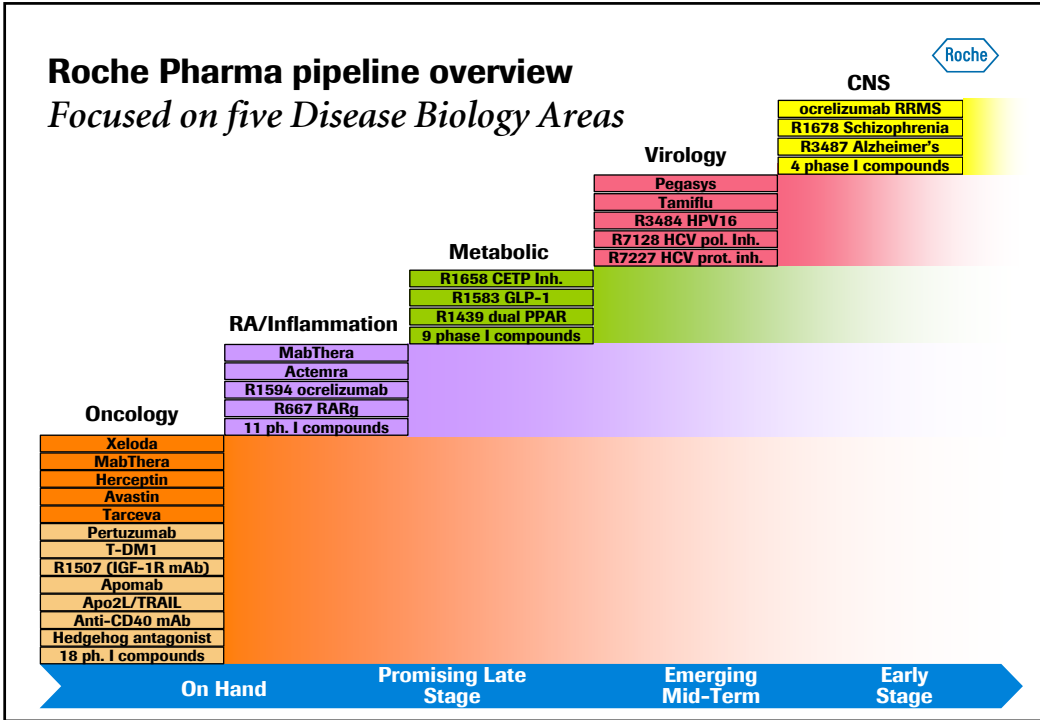 Roche Pharma pipeline overview
Focused on five Disease Biology Areas
Roche
CNS
ocrelizumab RRMS
R1678 Schizophrenia
R3487 Alzheimer's
4 phase I compounds
Virology
Pegasys
Tamiflu
R3484 HPV16
R7128 HCV pol. Inh.
R7227 HCV prot. inh.
Metabolic
R1658 CETP Inh.
R1583 GLP-1
R1439 dual PPAR
9 phase I compounds
RA/Inflammation
MabThera
Actemra
R1594 ocrelizumab
R667 RARg
11 ph. I compounds
Oncology
Xeloda
MabThera
Herceptin
Avastin
Tarceva
Pertuzumab
T-DM1
R1507 (IGF-1R mAb)
Apomab
Apo2L/TRAIL
Anti-CD40 mAb
Hedgehog antagonist
18 ph. I compounds
On Hand
Promising Late
Stage
Emerging
Mid-Term
Early
Stage